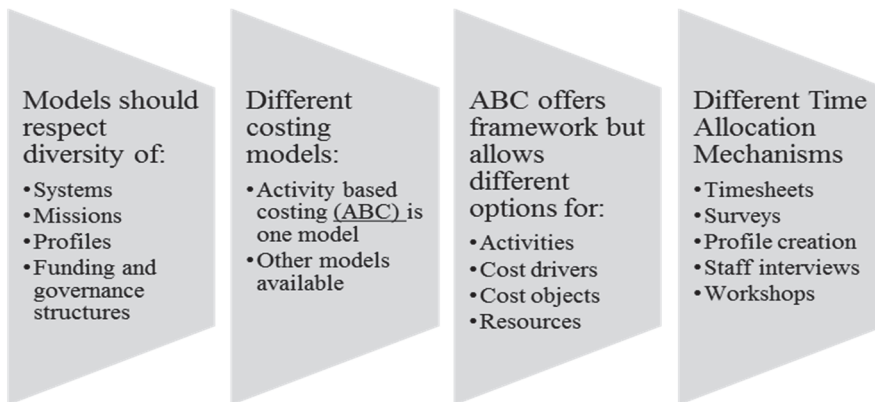 Models should
respect
diversity of:
•Systems
•Missions
•Profiles
•Funding and
governance
structures
Different
costing
models:
•Activity based
costing (ABC) is
one model
•Other models
available
ABC offers
framework but
allows
different
options for:
•Activities
•Cost drivers
•Cost objects
•Resources
Different Time
Allocation
Mechanisms
•Timesheets
•Surveys
•Profile creation
•Staff interviews
•Workshops